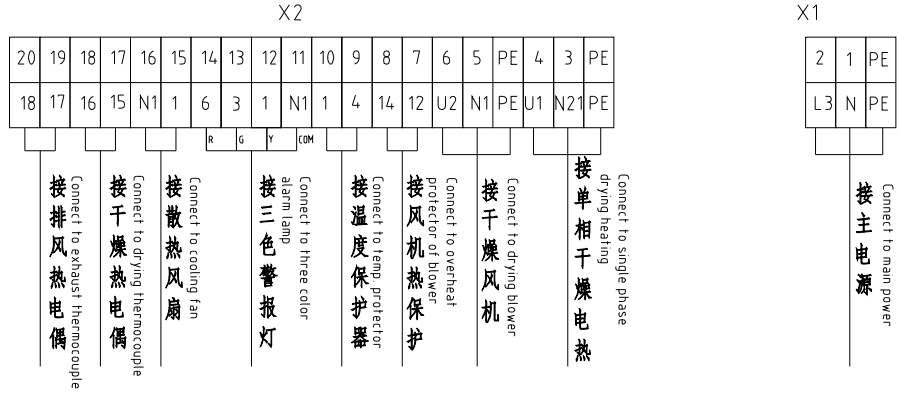 X2
X1
20 19 18 17 16 15 14 13 12 11 10 9 8 7 6 5 PE 4 3 PE
18 17 16 15 N1 1 6 3 1 N1 1 4 14 12 U2 N1 PE U1 N21 PE
2 1 PE
L3 N PE
R G Y COM
接排风热电偶
Connect to exhaust thermocouple
接干燥热电偶
Connect to drying thermocouple
接散热风扇
Connect to cooling fan
接三色警报灯
Connect to three color
alarm lamp
接温度保护器
Connect to temp. protector
接风机热保护
Connect to overheat
protector of blower
接干燥风机
Connect to drying blower
接单相干燥电热
Connect to single phase
drying heating
接主电源
Connect to main power